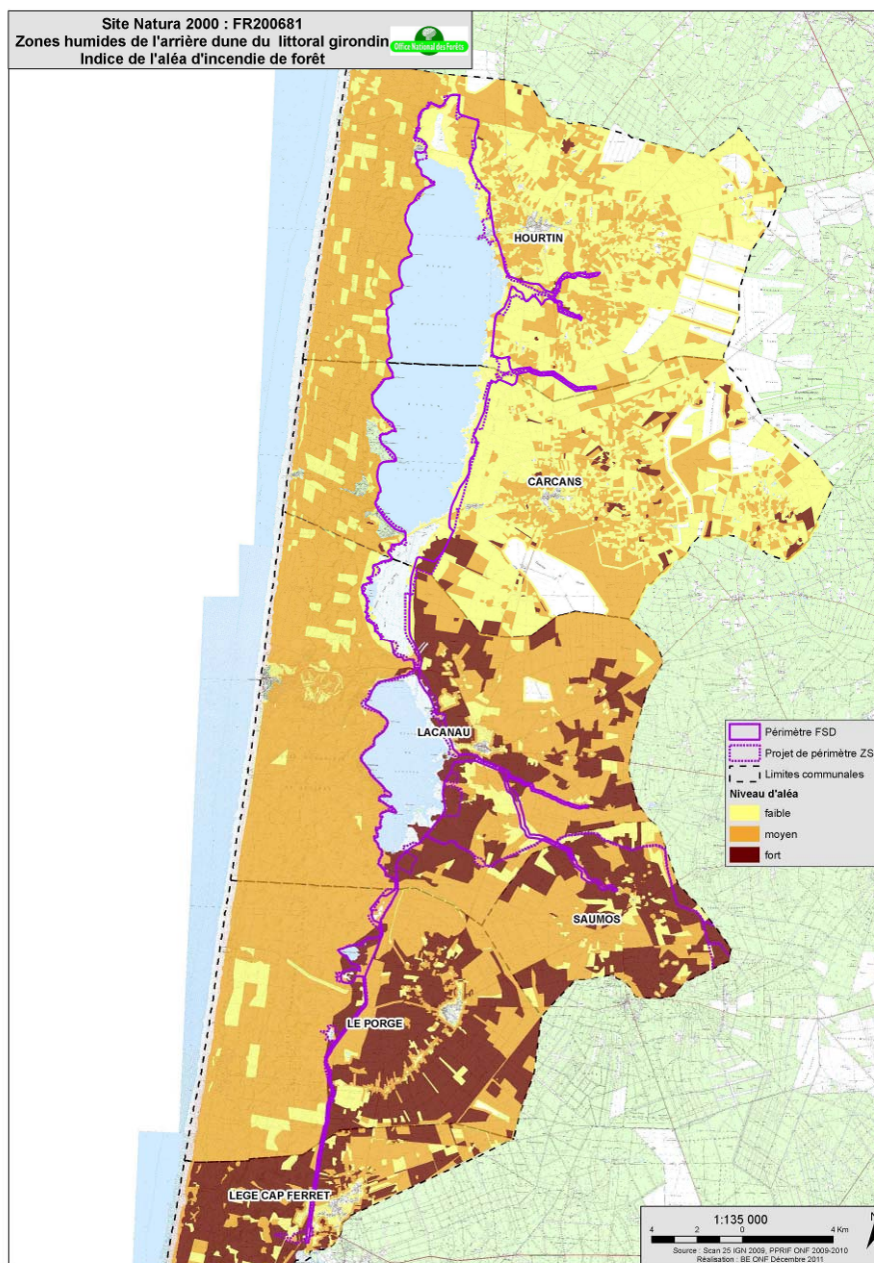 Site Natura 2000 : FR200681
Zones humides de l'arrière dune du littoral girondin
Indice de l'aléa d'incendie de forêt
Office National des Forêts
HOURTIN
CARCANS
LACANAU
SAUMOS
LE PORGE
LEGE CAP FERRET
Périmètre FSD
Projet de périmètre ZS
Limites communales
Niveau d'aléa
faible
moyen
fort
1:135 000
4 2 0 4 Km
N
Source : Scan 25 IGN 2009, PPRIF ONF 2009-2010
Réalisation : BE ONF Décembre 2011